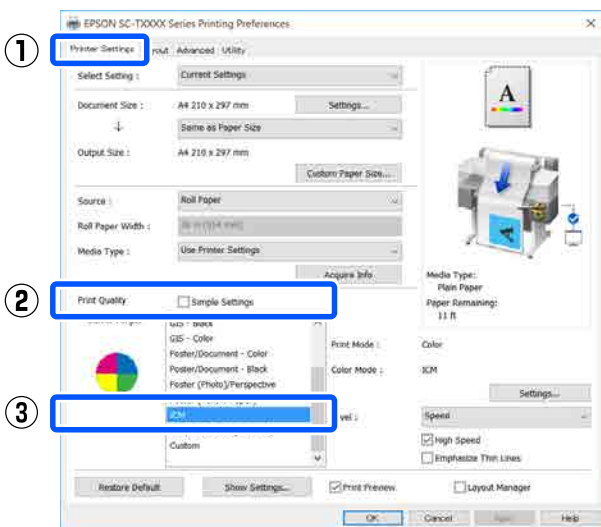 EPSON SC-TXXXX Series Printing Preferences
①
Printer Settings
Advanced
Utility
Select Setting :
Current Settings
Document Size :
A4 210 x 297 mm
Settings...
Same as Paper Size
Output Size :
A4 210 x 297 mm
Custom Paper Size...
A
Source :
Roll Paper
Roll Paper Width :
Media Type :
Use Printer Settings
Acquire Info
Media Type:
Plain Paper
Paper Remaining:
11 ft
②
Print Quality
Simple Settings
GIS - Color
Poster/Document - Color
Poster/Document - Black
Poster (Photo)/Perspective
③
ICM
Custom
Print Mode :
Color
Color Mode :
ICM
Settings...
Speed
High Speed
Emphasize Thin Lines
Restore Default
Show Settings...
Print Preview
Layout Manager
OK
Cancel
Help